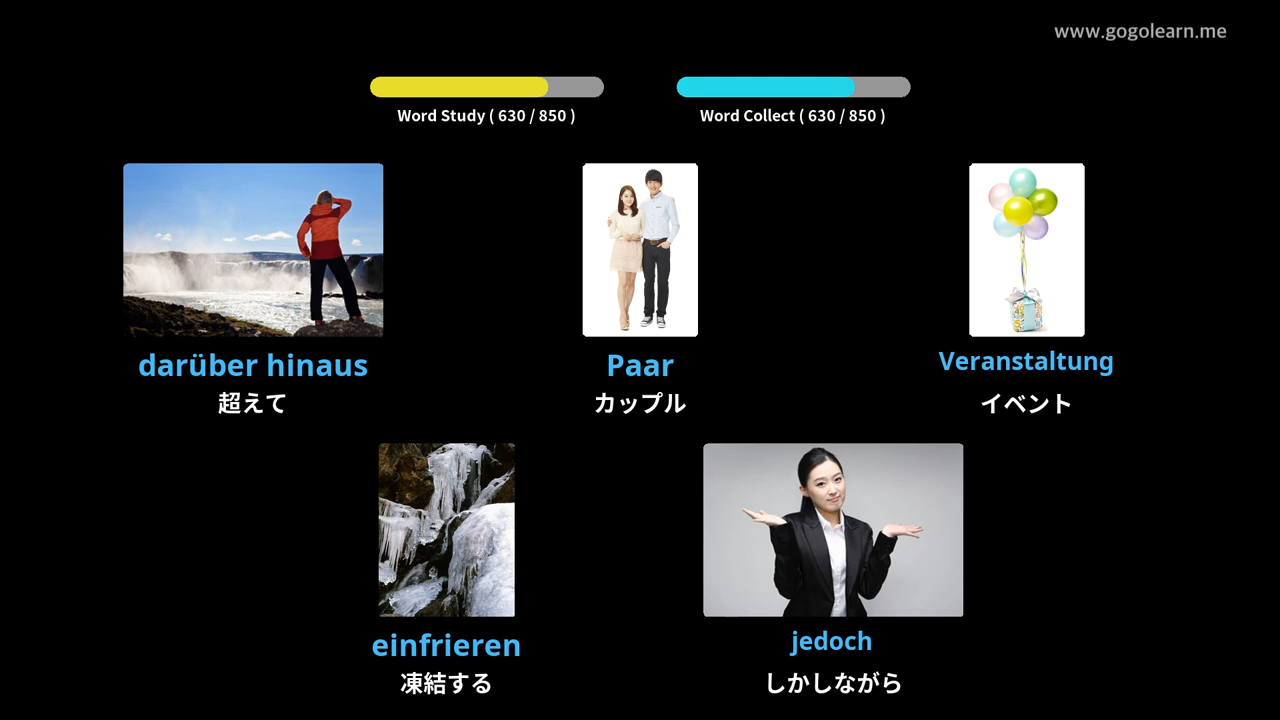 www.gogolearn.me
Word Study ( 630 / 850 )
Word Collect ( 630 / 850 )
darüber hinaus
超えて
Paar
カップル
Veranstaltung
イベント
einfrieren
凍結する
jedoch
しかしながら